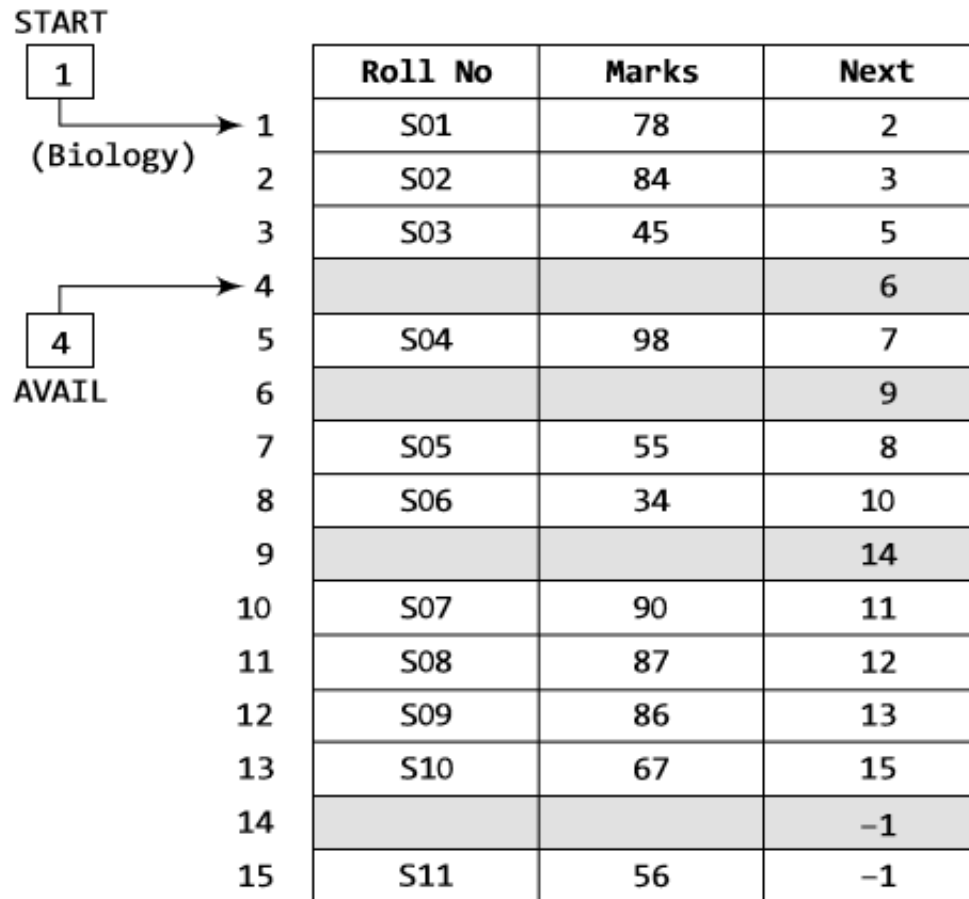 START
1
(Biology)
4
AVAIL
Roll No Marks Next
1 S01 78 2
2 S02 84 3
3 S03 45 5
4 6
5 S04 98 7
6 9
7 S05 55 8
8 S06 34 10
9 14
10 S07 90 11
11 S08 87 12
12 S09 86 13
13 S10 67 15
14 −1
15 S11 56 −1